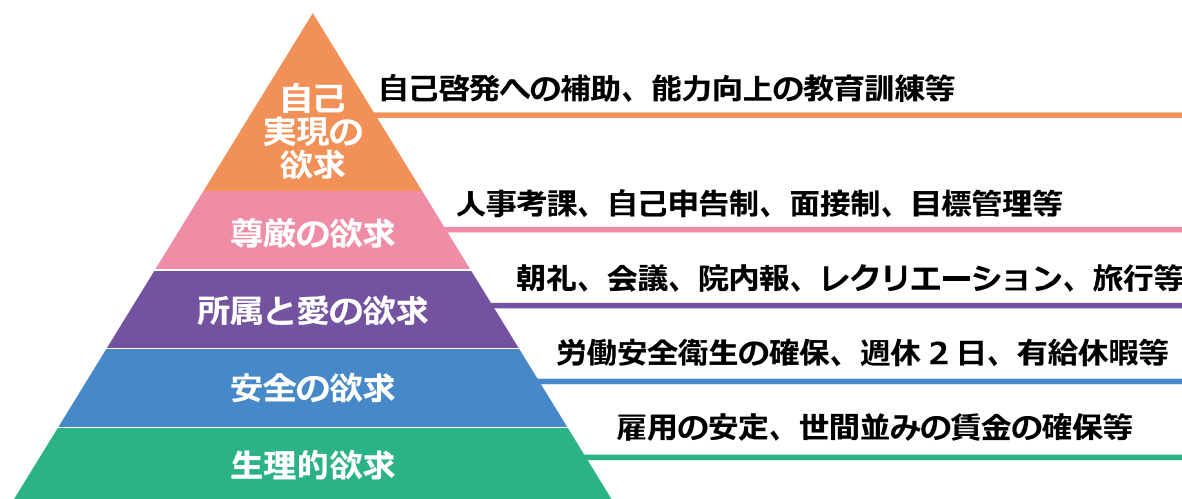 自己啓発への補助、能力向上の教育訓練等
自己
実現の
欲求
人事考課、自己申告制、面接制、目標管理等
尊厳の欲求
朝礼、会議、院内報、レクリエーション、旅行等
所属と愛の欲求
労働安全衛生の確保、週休2日、有給休暇等
安全の欲求
雇用の安定、世間並みの賃金の確保等
生理的欲求